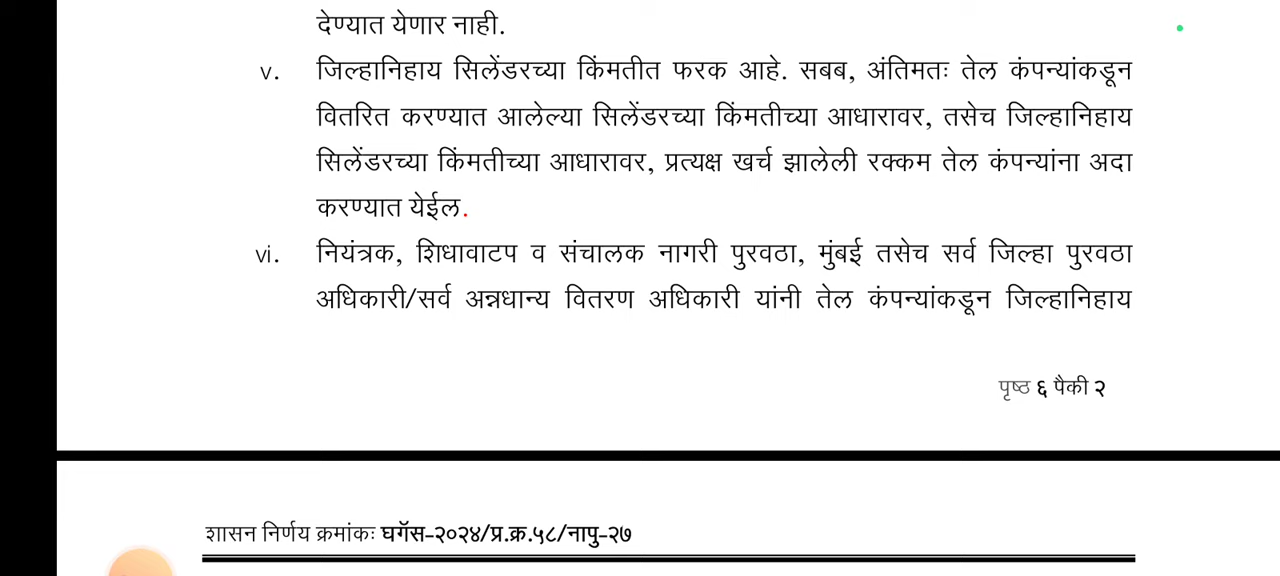 देण्यात येणार नाही.
v. जिल्हानिहाय सिलेंडरच्या किंमतीत फरक आहे. सबब, अंतिमतः तेल कंपन्यांकडून
वितरित करण्यात आलेल्या सिलेंडरच्या किंमतीच्या आधारावर, तसेच जिल्हानिहाय
सिलेंडरच्या किंमतीच्या आधारावर, प्रत्यक्ष खर्च झालेली रक्कम तेल कंपन्यांना अदा
करण्यात येईल.
vi. नियंत्रक, शिधावाटप व संचालक नागरी पुरवठा, मुंबई तसेच सर्व जिल्हा पुरवठा
अधिकारी/सर्व अन्नधान्य वितरण अधिकारी यांनी तेल कंपन्यांकडून जिल्हानिहाय
पृष्ठ ६ पैकी २
शासन निर्णय क्रमांकः घगॅस-२०२४/प्र.क्र.५८/नापु-२७